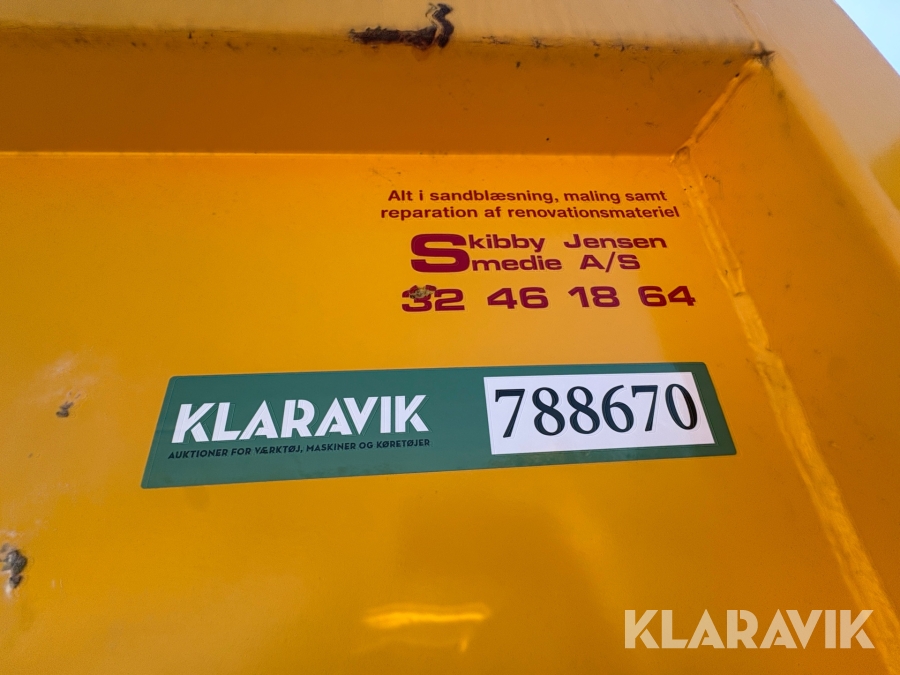 Alt i sandblæsning, maling samt
reparation af renovationsmateriel
Skibby Jensen
Smedie A/S
32 46 18 64
KLARAVIK
AUKTIONER FOR VÆRKTØJ, MASKINER OG KØRETØJER
788670
KLARAVIK